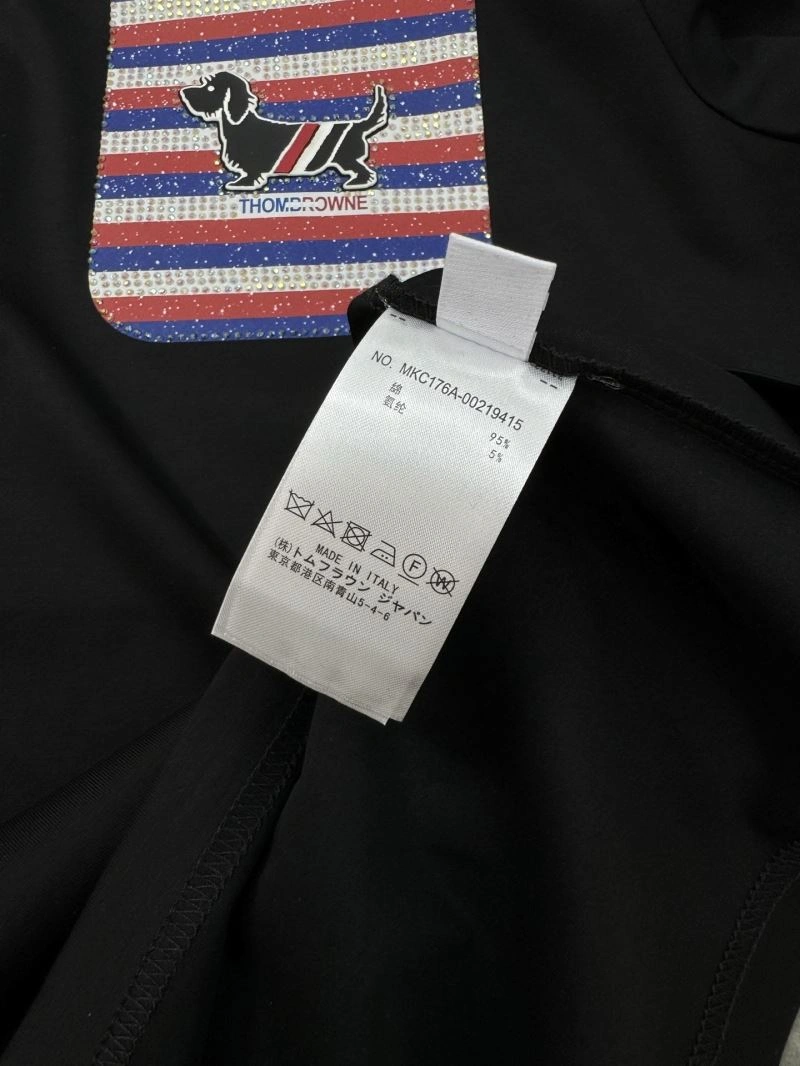 THOMBROWNE
NO. MKC176A-00219415
綿 95%
氨纶 5%
F W
MADE IN ITALY
(株)トムフラウン ジャパン
東京都港区南青山5-4-6